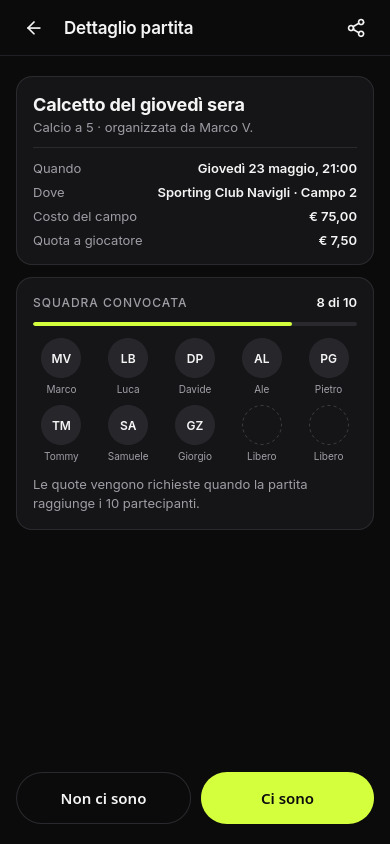 Dettaglio partita
Calcetto del giovedì sera
Calcio a 5 · organizzata da Marco V.
Quando Giovedì 23 maggio, 21:00
Dove Sporting Club Navigli · Campo 2
Costo del campo € 75,00
Quota a giocatore € 7,50
SQUADRA CONVOCATA 8 di 10
MV LB DP AL PG
Marco Luca Davide Ale Pietro
TM SA GZ
Tommy Samuele Giorgio Libero Libero
Le quote vengono richieste quando la partita
raggiunge i 10 partecipanti.
Non ci sono Ci sono